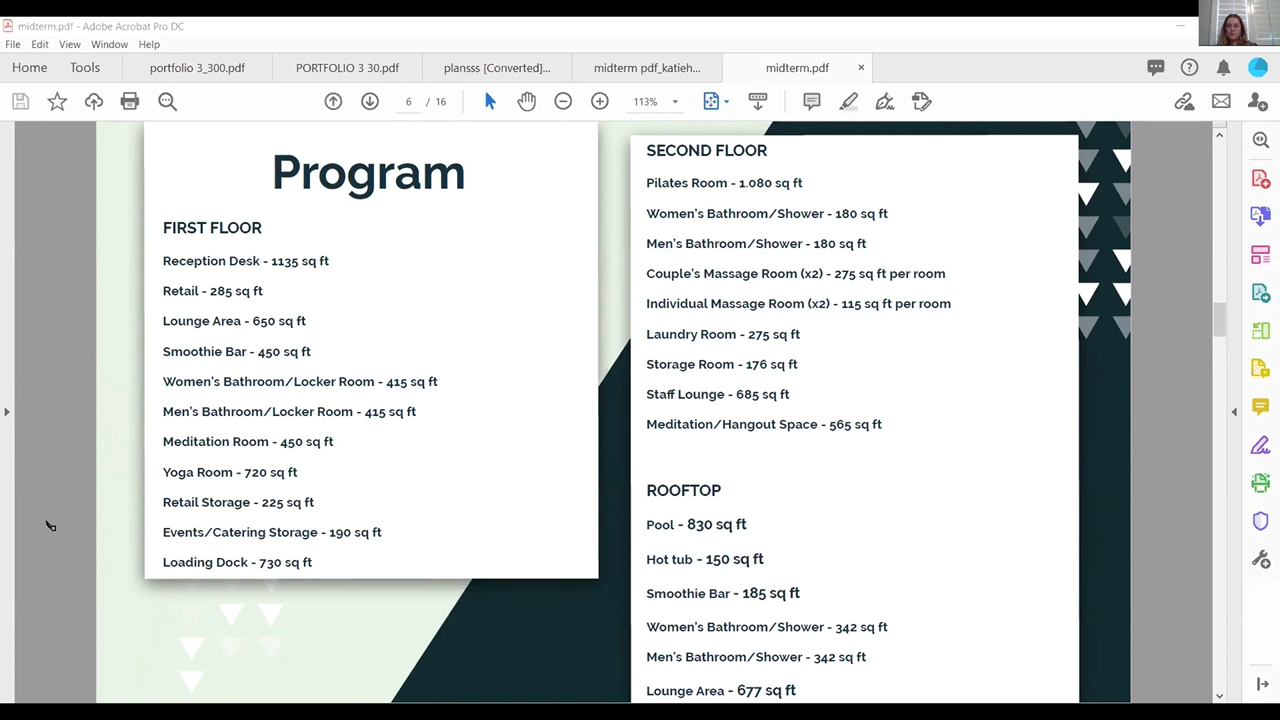 midterm.pdf - Adobe Acrobat Pro DC
File Edit View Window Help
Home Tools portfolio 3_300.pdf PORTFOLIO 3 30.pdf plansss [Converted]... midterm pdf_katieh... midterm.pdf ×
6 / 16 113%
Program
FIRST FLOOR
Reception Desk - 1135 sq ft
Retail - 285 sq ft
Lounge Area - 650 sq ft
Smoothie Bar - 450 sq ft
Women's Bathroom/Locker Room - 415 sq ft
Men's Bathroom/Locker Room - 415 sq ft
Meditation Room - 450 sq ft
Yoga Room - 720 sq ft
Retail Storage - 225 sq ft
Events/Catering Storage - 190 sq ft
Loading Dock - 730 sq ft
SECOND FLOOR
Pilates Room - 1.080 sq ft
Women's Bathroom/Shower - 180 sq ft
Men's Bathroom/Shower - 180 sq ft
Couple's Massage Room (x2) - 275 sq ft per room
Individual Massage Room (x2) - 115 sq ft per room
Laundry Room - 275 sq ft
Storage Room - 176 sq ft
Staff Lounge - 685 sq ft
Meditation/Hangout Space - 565 sq ft
ROOFTOP
Pool - 830 sq ft
Hot tub - 150 sq ft
Smoothie Bar - 185 sq ft
Women's Bathroom/Shower - 342 sq ft
Men's Bathroom/Shower - 342 sq ft
Lounge Area - 677 sq ft